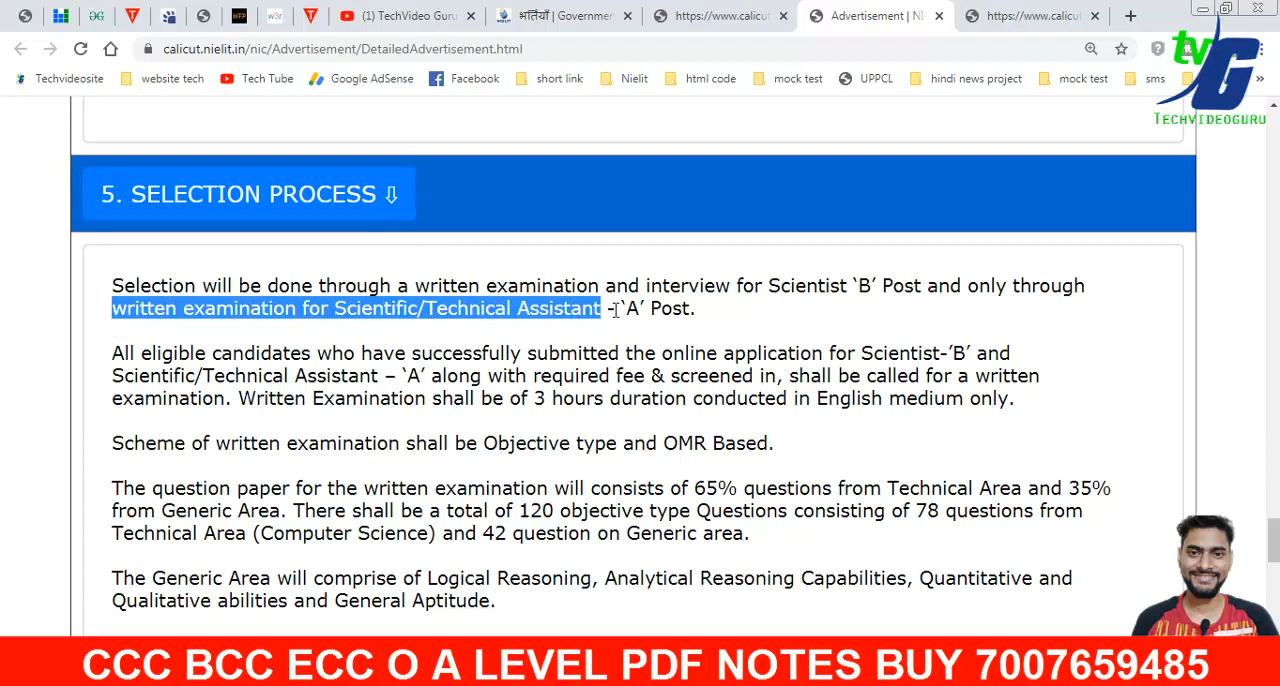 (1) TechVideo Guru
भर्तियाँ | Governmen
https://www.calicut
Advertisement | NI
https://www.calicut
calicut.nielit.in/nic/Advertisement/DetailedAdvertisement.html
Techvideosite
website tech
Tech Tube
Google AdSense
Facebook
short link
Nielit
html code
mock test
UPPCL
hindi news project
mock test
sms
tv G
TECHVIDEOGURU
5. SELECTION PROCESS ⇩
Selection will be done through a written examination and interview for Scientist ‘B’ Post and only through
written examination for Scientific/Technical Assistant -‘A’ Post.
All eligible candidates who have successfully submitted the online application for Scientist-’B’ and
Scientific/Technical Assistant – ‘A’ along with required fee & screened in, shall be called for a written
examination. Written Examination shall be of 3 hours duration conducted in English medium only.
Scheme of written examination shall be Objective type and OMR Based.
The question paper for the written examination will consists of 65% questions from Technical Area and 35%
from Generic Area. There shall be a total of 120 objective type Questions consisting of 78 questions from
Technical Area (Computer Science) and 42 question on Generic area.
The Generic Area will comprise of Logical Reasoning, Analytical Reasoning Capabilities, Quantitative and
Qualitative abilities and General Aptitude.
CCC BCC ECC O A LEVEL PDF NOTES BUY 7007659485